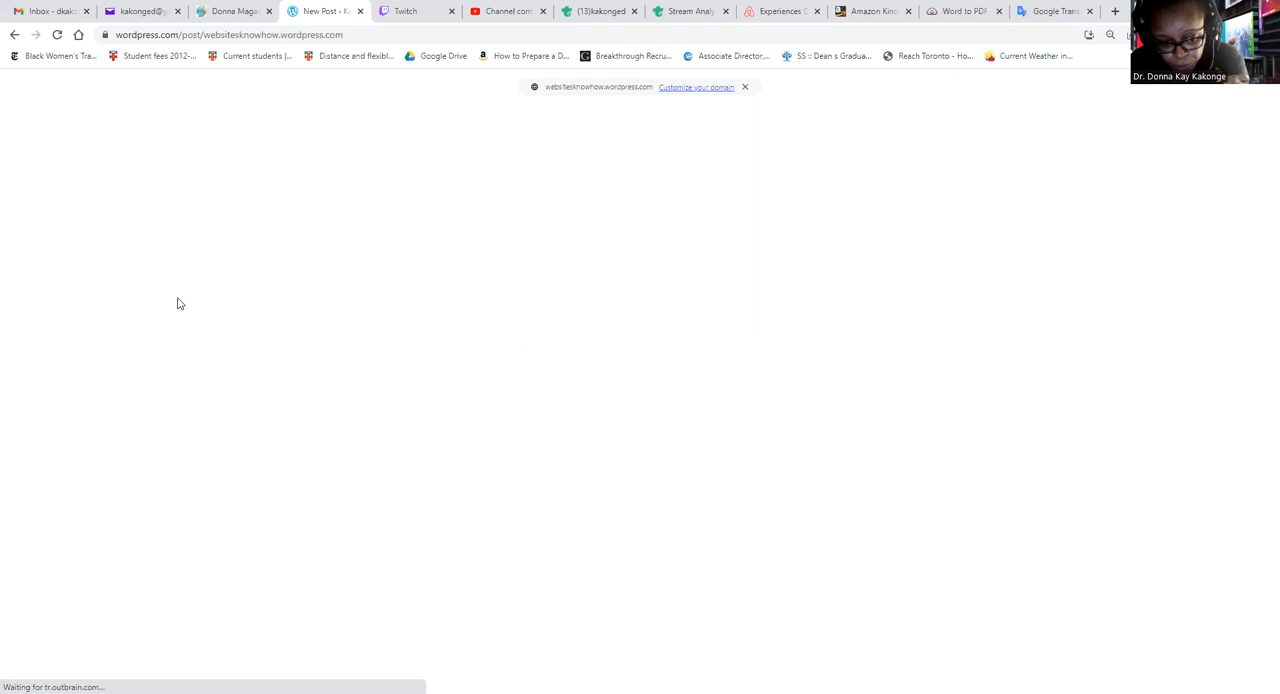 Inbox - dkak
kakonged@y
Donna Magas
New Post ‹ K
Twitch
Channel cont
(13)kakonged
Stream Analy
Experiences D
Amazon Kind
Word to PDF
Google Trans
wordpress.com/post/websitesknowhow.wordpress.com
Black Women's Tra...
Student fees 2012-...
Current students |...
Distance and flexibl...
Google Drive
How to Prepare a D...
Breakthrough Recru...
Associate Director,...
SS :: Dean s Gradua...
Reach Toronto - Ho...
Current Weather in...
Dr. Donna Kay Kakonge
websitesknowhow.wordpress.com Customize your domain
Waiting for tr.outbrain.com...